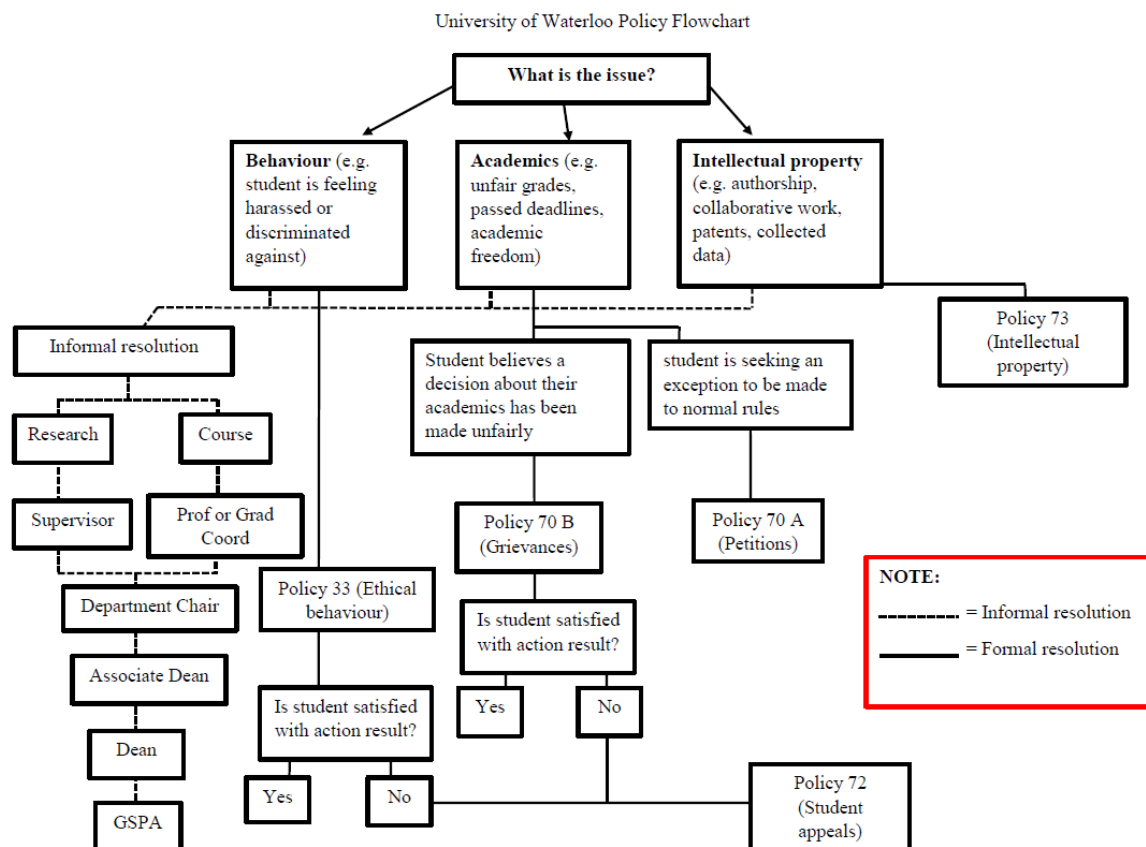 University of Waterloo Policy Flowchart
What is the issue?
Behaviour (e.g.
student is feeling
harassed or
discriminated
against)
Academics (e.g.
unfair grades,
passed deadlines,
academic
freedom)
Intellectual property
(e.g. authorship,
collaborative work,
patents, collected
data)
Policy 73
(Intellectual
property)
Informal resolution
Student believes a
decision about their
academics has been
made unfairly
student is seeking an
exception to be made
to normal rules
Research
Course
Supervisor
Prof or Grad
Coord
Policy 70 B
(Grievances)
Policy 70 A
(Petitions)
Department Chair
Policy 33 (Ethical
behaviour)
NOTE:
= Informal resolution
= Formal resolution
Is student satisfied
with action result?
Associate Dean
Yes
No
Is student satisfied
with action result?
Dean
Yes
No
GSPA
Policy 72
(Student
appeals)